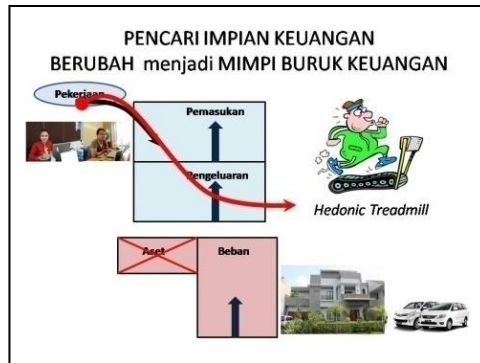 PENCARI IMPIAN KEUANGAN
BERUBAH menjadi MIMPI BURUK KEUANGAN
Pekerjaan
Pemasukan
Pengeluaran
Hedonic Treadmill
Aset
Beban